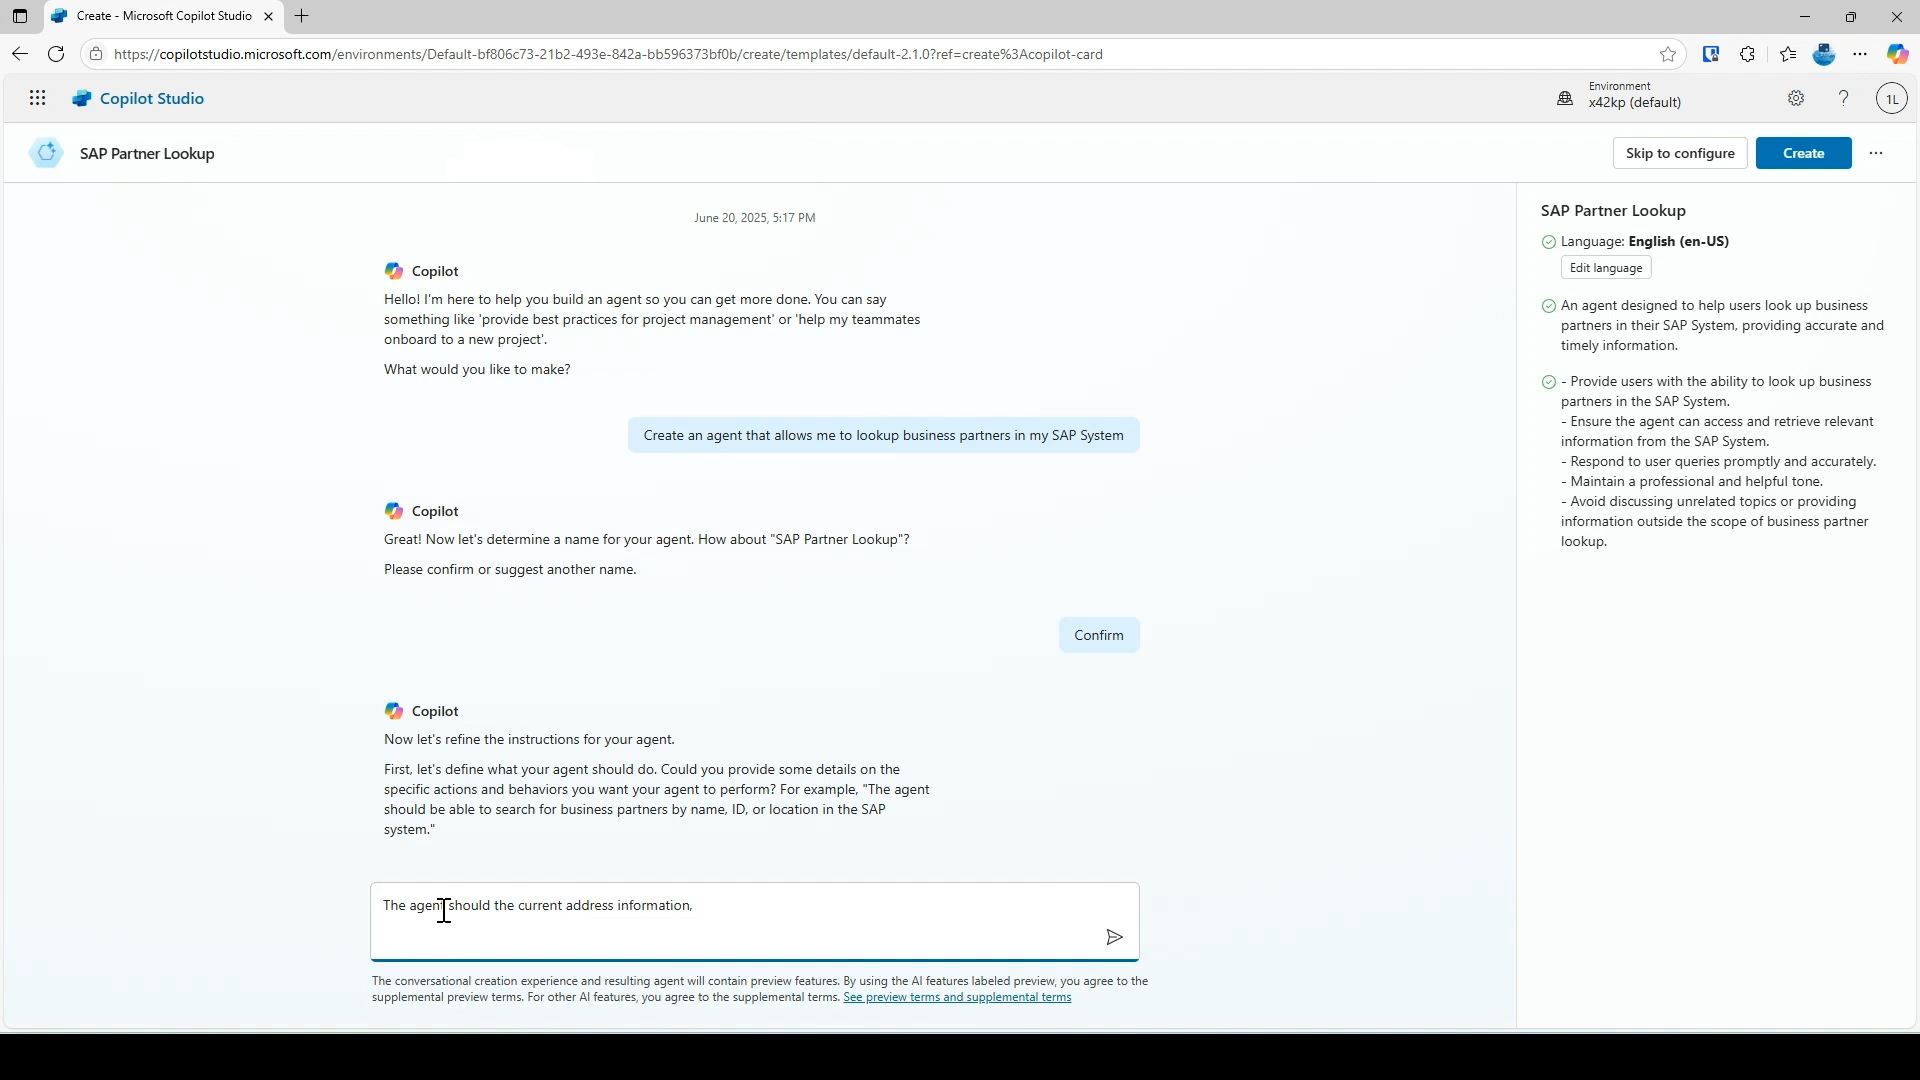 Create - Microsoft Copilot Studio
https://copilotstudio.microsoft.com/environments/Default-bf806c73-21b2-493e-842a-bb596373bf0b/create/templates/default-2.1.0?ref=create%3Acopilot-card
Copilot Studio
Environment
x42kp (default)
?
1L
SAP Partner Lookup
Skip to configure
Create
June 20, 2025, 5:17 PM
Copilot
Hello! I'm here to help you build an agent so you can get more done. You can say
something like 'provide best practices for project management' or 'help my teammates
onboard to a new project'.
What would you like to make?
Create an agent that allows me to lookup business partners in my SAP System
Copilot
Great! Now let's determine a name for your agent. How about "SAP Partner Lookup"?
Please confirm or suggest another name.
Confirm
Copilot
Now let's refine the instructions for your agent.
First, let's define what your agent should do. Could you provide some details on the
specific actions and behaviors you want your agent to perform? For example, "The agent
should be able to search for business partners by name, ID, or location in the SAP
system."
The agent should the current address information,
The conversational creation experience and resulting agent will contain preview features. By using the AI features labeled preview, you agree to the
supplemental preview terms. For other AI features, you agree to the supplemental terms. See preview terms and supplemental terms
SAP Partner Lookup
Language: English (en-US)
Edit language
An agent designed to help users look up business
partners in their SAP System, providing accurate and
timely information.
- Provide users with the ability to look up business
partners in the SAP System.
- Ensure the agent can access and retrieve relevant
information from the SAP System.
- Respond to user queries promptly and accurately.
- Maintain a professional and helpful tone.
- Avoid discussing unrelated topics or providing
information outside the scope of business partner
lookup.